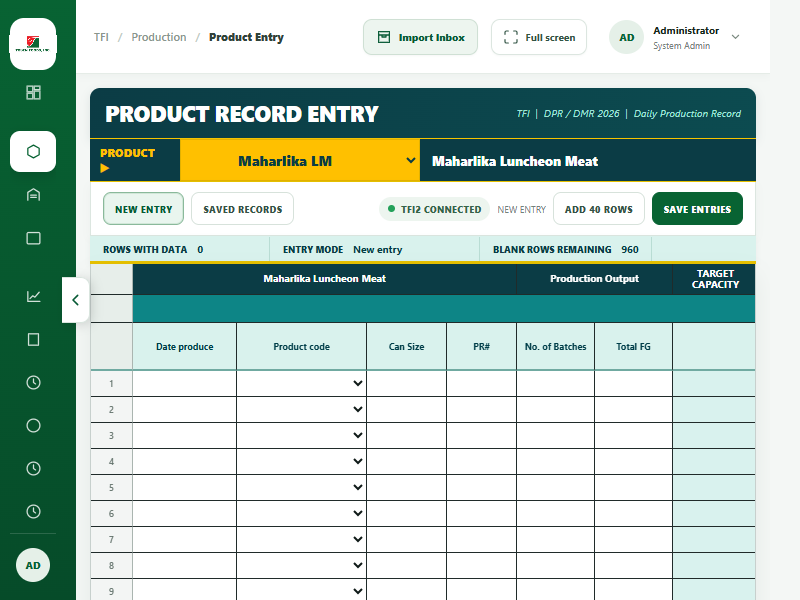 TFI / Production / Product Entry
Import Inbox
Full screen
AD
Administrator
System Admin
PRODUCT RECORD ENTRY
TFI | DPR / DMR 2026 | Daily Production Record
PRODUCT ▶
Maharlika LM
Maharlika Luncheon Meat
NEW ENTRY
SAVED RECORDS
TFI2 CONNECTED
NEW ENTRY
ADD 40 ROWS
SAVE ENTRIES
ROWS WITH DATA 0
ENTRY MODE New entry
BLANK ROWS REMAINING 960
Maharlika Luncheon Meat
Production Output
TARGET
CAPACITY
Date produce
Product code
Can Size
PR#
No. of Batches
Total FG
1
2
3
4
5
6
7
8
9
AD